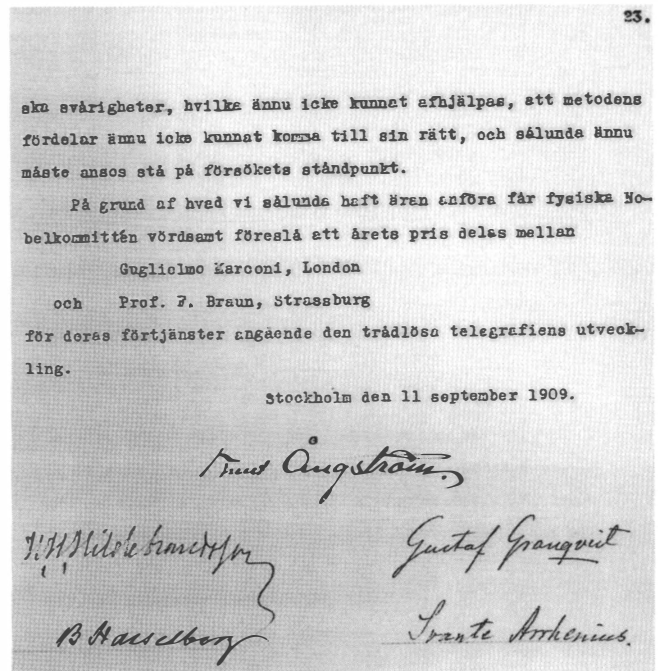 23.
ska svårigheter, hvilka ännu icke kunnat afhjälpas, att metodens
fördelar ännu icke kunnat komma till sin rätt, och sålunda ännu
måste anses stå på försökets ståndpunkt.
På grund af hvad vi sålunda haft äran anföra får fysiska No-
belkommittén vördsamt föreslå att årets pris delas mellan
Guglielmo Marconi, London
och Prof. F. Braun, Strassburg
för deras förtjänster angående den trådlösa telegrafiens utveck-
ling.
Stockholm den 11 september 1909.
Knut Ångström.
H.H. Hildebrandsson
Gustaf Granqvist
B Hasselberg
Svante Arrhenius.